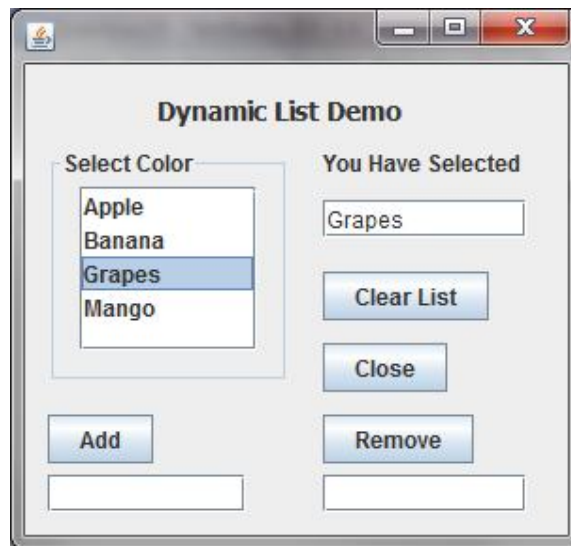 Dynamic List Demo
Select Color
You Have Selected
Apple
Banana
Grapes
Mango
Grapes
Clear List
Close
Add
Remove